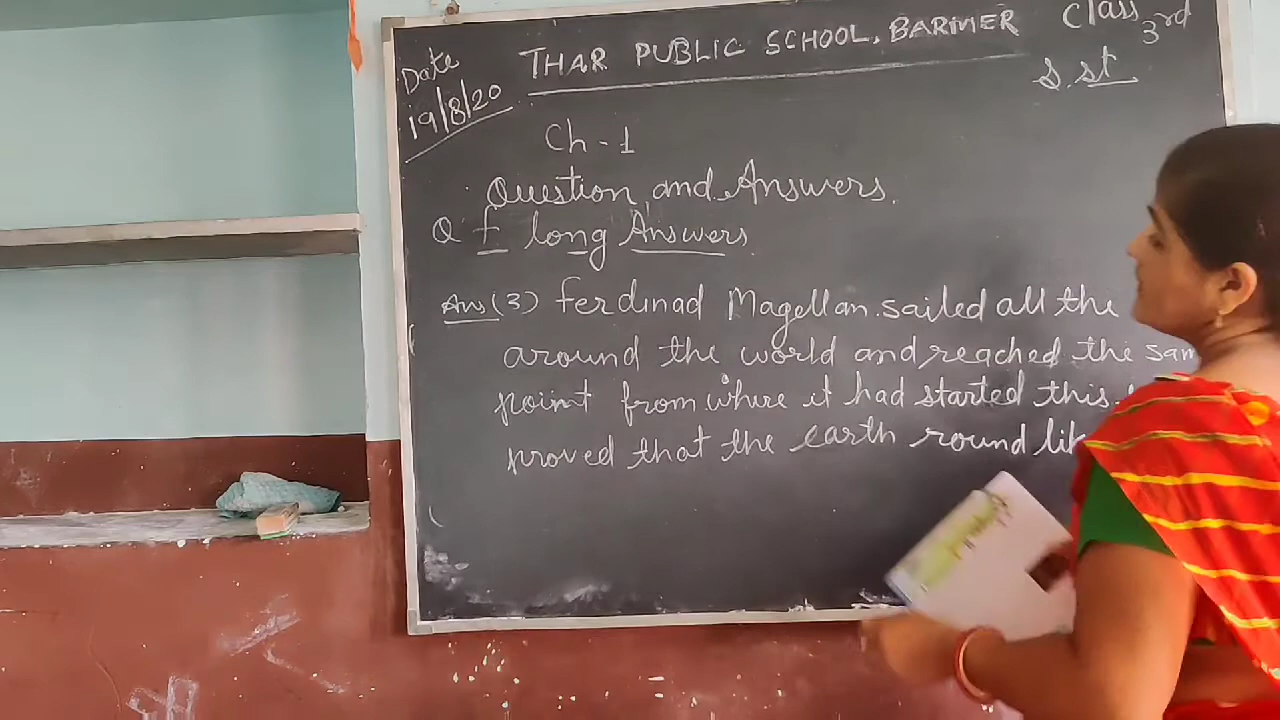 Date
19/8/20
THAR PUBLIC SCHOOL, BARMER
Class 3rd
S.st
Ch - 1
Question and Answers.
Q f long Answers
Ans (3) ferdinad Magellan sailed all the
around the world and reached the
point from where it had started this
proved that the earth round